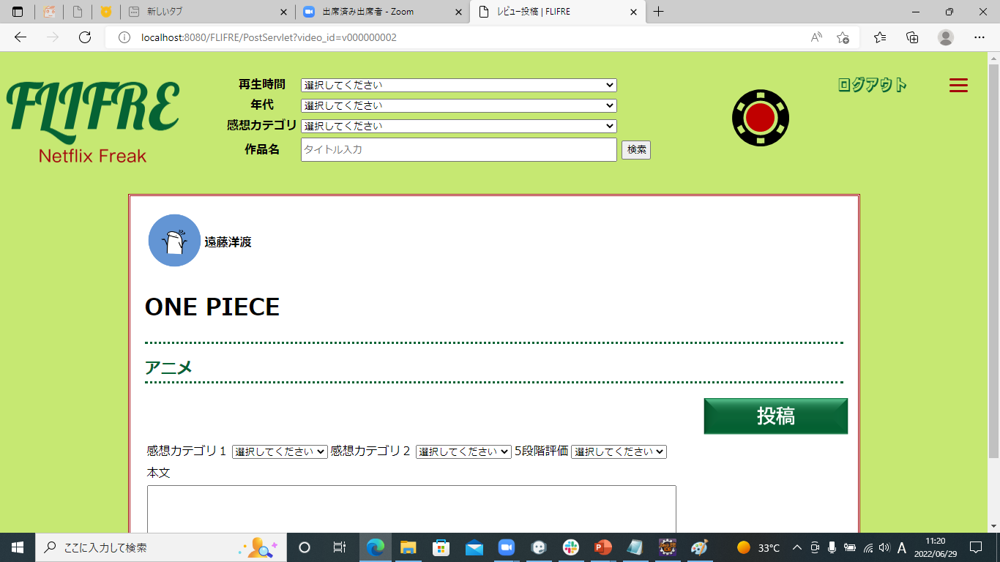 新しいタブ
出席済み出席者 - Zoom
レビュー投稿 | FLIFRE
localhost:8080/FLIFRE/PostServlet?video_id=v000000002
FLIFRE
Netflix Freak
再生時間 選択してください
年代 選択してください
感想カテゴリ 選択してください
作品名 タイトル入力 検索
ログアウト
遠藤洋渡
ONE PIECE
アニメ
投稿
感想カテゴリ１ 選択してください 感想カテゴリ２ 選択してください 5段階評価 選択してください
本文
ここに入力して検索
33°C
A
11:20
2022/06/29